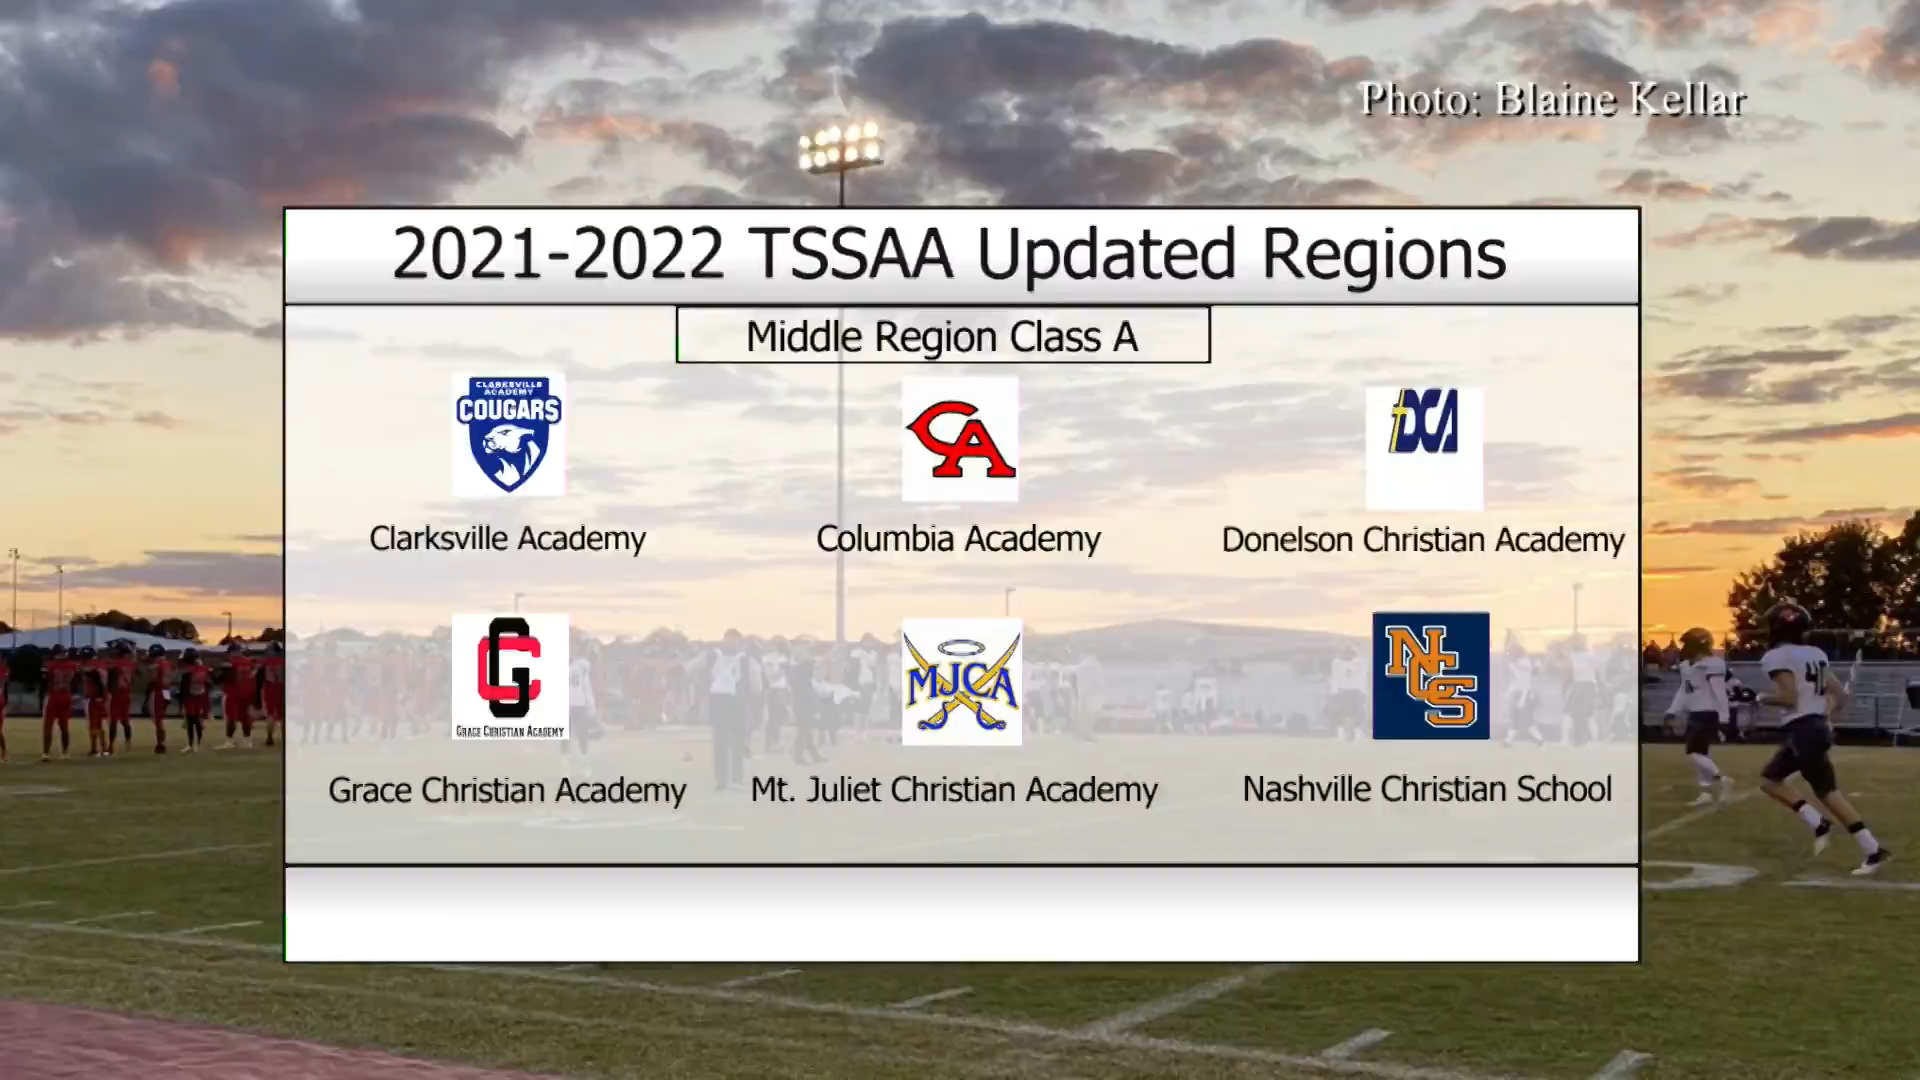 Photo: Blaine Kellar
2021-2022 TSSAA Updated Regions
Middle Region Class A
CLARKSVILLE
ACADEMY
COUGARS
CA
DCA
Clarksville Academy
Columbia Academy
Donelson Christian Academy
GC
GRACE CHRISTIAN ACADEMY
MJCA
NCS
Grace Christian Academy
Mt. Juliet Christian Academy
Nashville Christian School